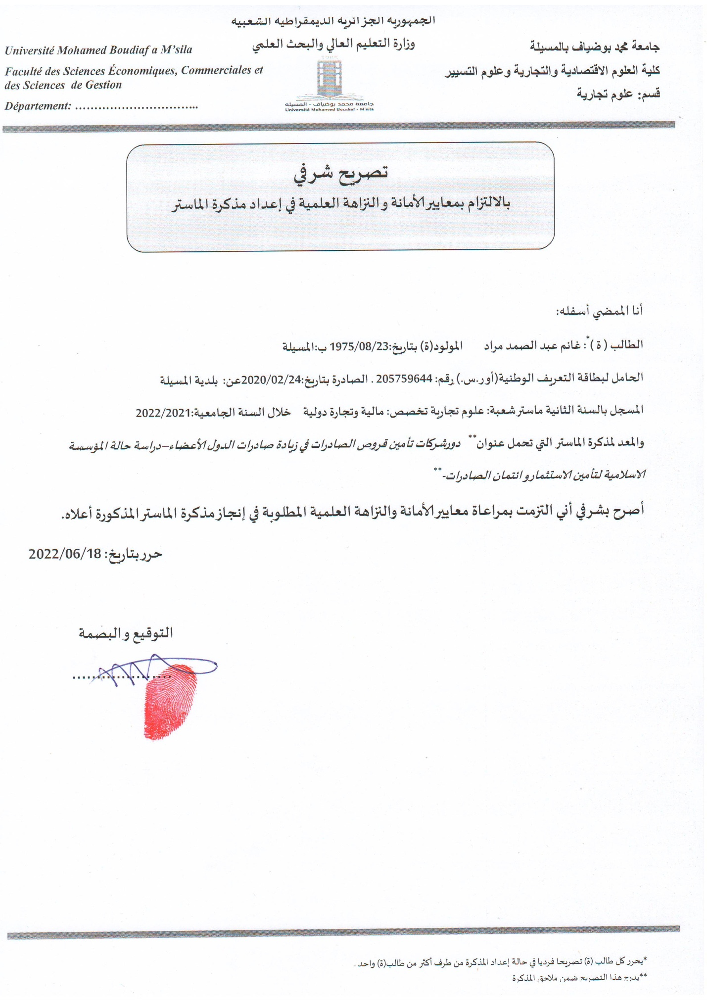 الجمهورية الجزائرية الديمقراطية الشعبية
وزارة التعليم العالي والبحث العلمي
جامعة محمد بوضياف بالمسيلة
كلية العلوم الاقتصادية والتجارية وعلوم التسيير
قسم: علوم تجارية
Université Mohamed Boudiaf a M’sila
Faculté des Sciences Économiques, Commerciales et
des Sciences de Gestion
Département: …………………………...
1985
جامعة محمد بوضياف - المسيلة
Université Mohamed Boudiaf - M'sila
تصريح شرفي
بالالتزام بمعايير الأمانة و النزاهة العلمية في إعداد مذكرة الماستر
أنا الممضي أسفله:
الطالب ( ة )*: غانم عبد الصمد مراد المولود(ة) بتاريخ:1975/08/23 ب:المسيلة
الحامل لبطاقة التعريف الوطنية(أور.س.) رقم: 205759644 . الصادرة بتاريخ:2020/02/24عن: بلدية المسيلة
المسجل بالسنة الثانية ماستر شعبة: علوم تجارية تخصص: مالية وتجارة دولية خلال السنة الجامعية:2022/2021
والمعد لمذكرة الماستر التي تحمل عنوان** دور شركات تأمين قروض الصادرات في زيادة صادرات الدول الأعضاء–دراسة حالة المؤسسة
الاسلامية لتأمين الاستثمار و ائتمان الصادرات-**
أصرح بشرفي أني التزمت بمراعاة معايير الأمانة والنزاهة العلمية المطلوبة في إنجاز مذكرة الماستر المذكورة أعلاه.
حرر بتاريخ: 2022/06/18
التوقيع و البصمة
....................
*يحرر كل طالب (ة) تصريحا فرديا في حالة إعداد المذكرة من طرف أكثر من طالب(ة) واحد .
**يدرج هذا التصريح ضمن ملاحق المذكرة